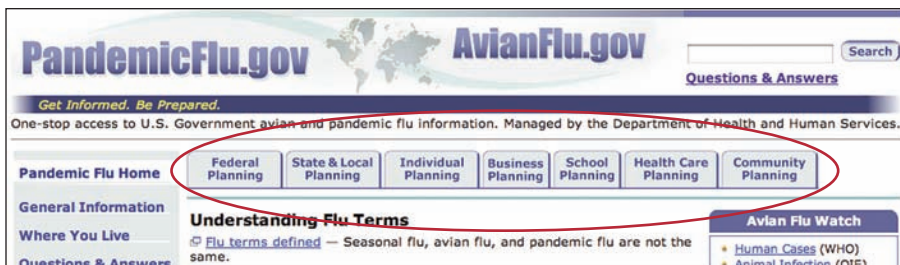 PandemicFlu.gov AvianFlu.gov
Search
Questions & Answers
Get Informed. Be Prepared.
One-stop access to U.S. Government avian and pandemic flu information. Managed by the Department of Health and Human Services.
Federal Planning
State & Local Planning
Individual Planning
Business Planning
School Planning
Health Care Planning
Community Planning
Pandemic Flu Home
General Information
Where You Live
Questions & Answers
Understanding Flu Terms
Flu terms defined — Seasonal flu, avian flu, and pandemic flu are not the
same.
Avian Flu Watch
Human Cases (WHO)
Animal Infection (OIE)